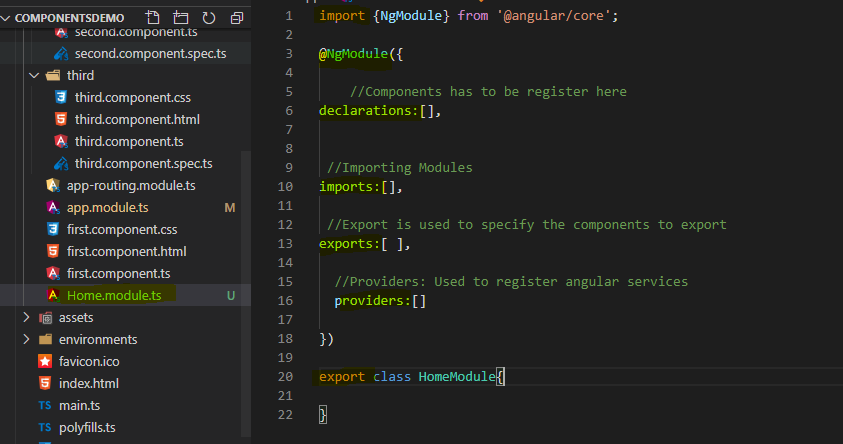 COMPONENTSDEMO
second.component.ts
second.component.spec.ts
third
third.component.css
third.component.html
third.component.ts
third.component.spec.ts
app-routing.module.ts
app.module.ts M
first.component.css
first.component.html
first.component.ts
Home.module.ts U
assets
environments
favicon.ico
index.html
TS main.ts
TS polyfills.ts
1 import {NgModule} from '@angular/core';
2
3 @NgModule({
4
5 //Components has to be register here
6 declarations:[],
7
8
9 //Importing Modules
10 imports:[],
11
12 //Export is used to specify the components to export
13 exports:[ ],
14
15 //Providers: Used to register angular services
16 providers:[]
17
18 })
19
20 export class HomeModule{
21
22 }